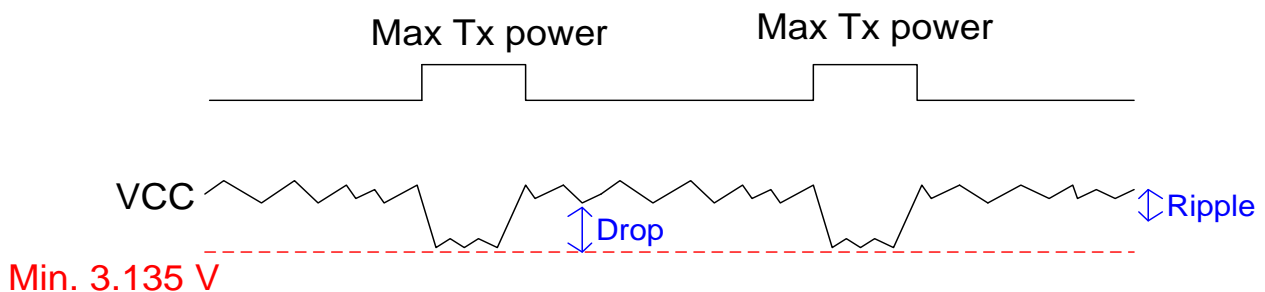 Max Tx power
Max Tx power
VCC
Ripple
Drop
Min. 3.135 V